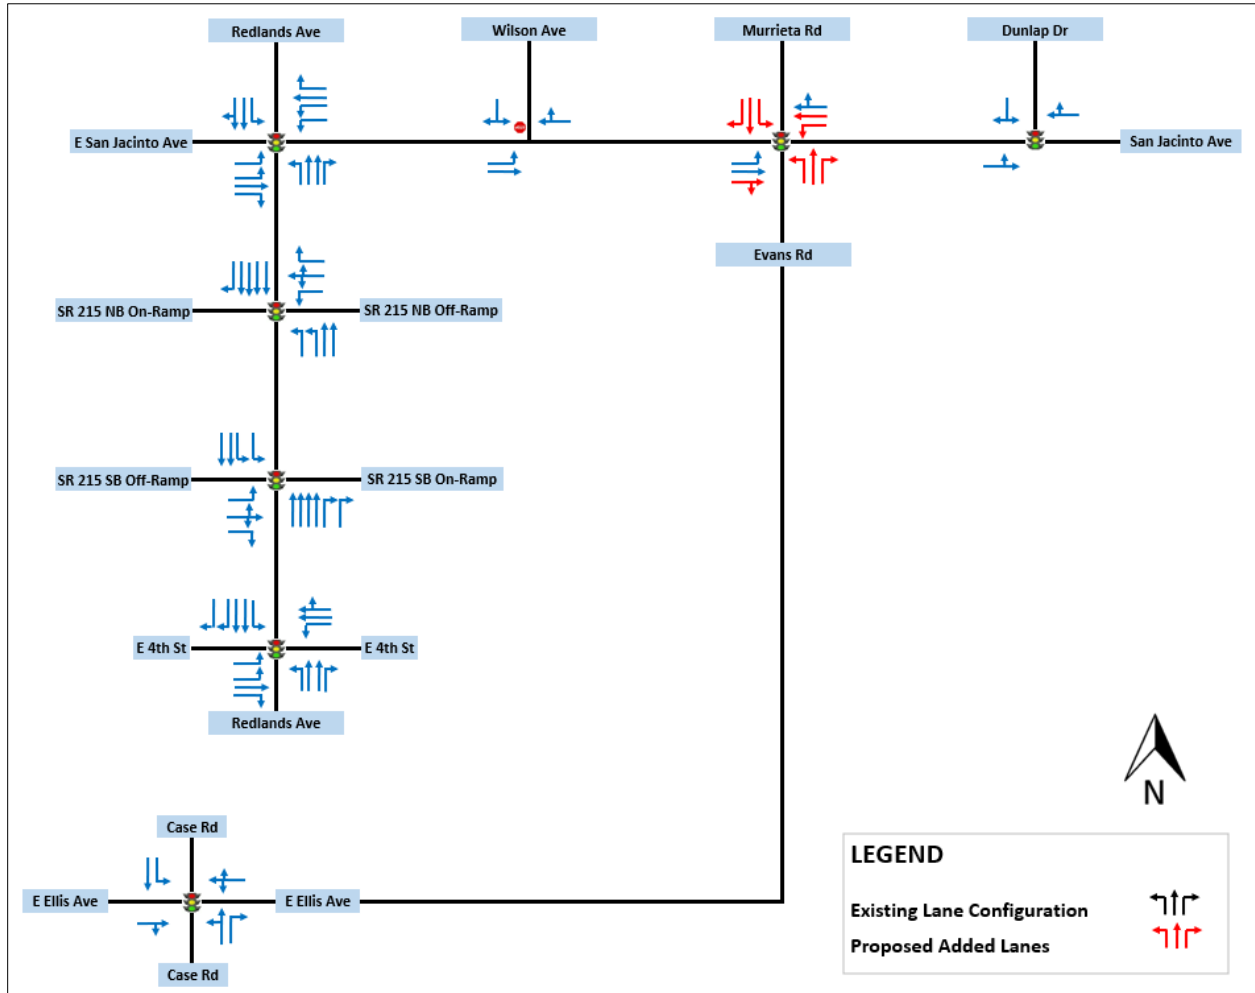 Redlands Ave
Wilson Ave
Murrieta Rd
Dunlap Dr
E San Jacinto Ave
San Jacinto Ave
Evans Rd
SR 215 NB On-Ramp
SR 215 NB Off-Ramp
SR 215 SB Off-Ramp
SR 215 SB On-Ramp
E 4th St
E 4th St
Redlands Ave
N
Case Rd
E Ellis Ave
E Ellis Ave
Case Rd
LEGEND
Existing Lane Configuration
Proposed Added Lanes